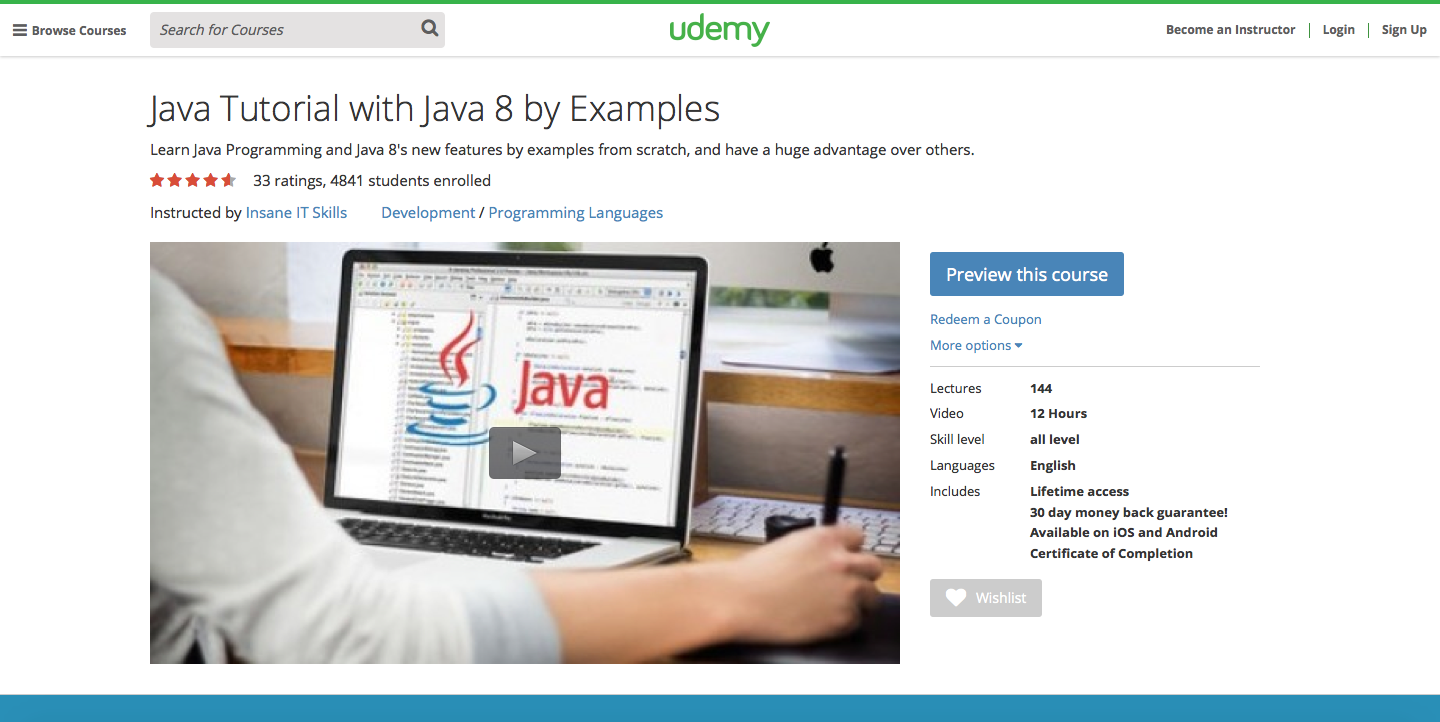 Browse Courses
Search for Courses
udemy
Become an Instructor
Login
Sign Up
Java Tutorial with Java 8 by Examples
Learn Java Programming and Java 8's new features by examples from scratch, and have a huge advantage over others.
33 ratings, 4841 students enrolled
Instructed by Insane IT Skills Development / Programming Languages
Java
Preview this course
Redeem a Coupon
More options
Lectures 144
Video 12 Hours
Skill level all level
Languages English
Includes Lifetime access
30 day money back guarantee!
Available on iOS and Android
Certificate of Completion
Wishlist